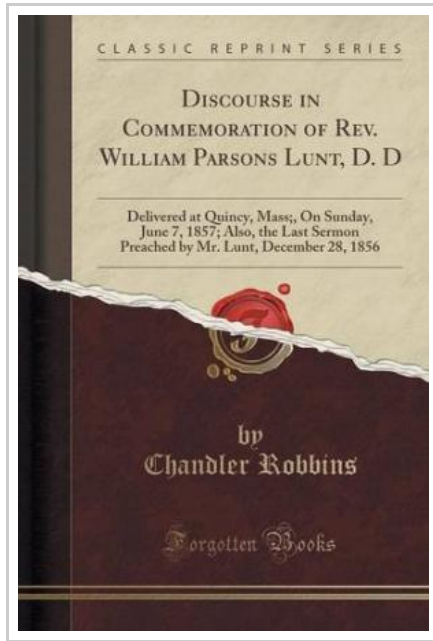 CLASSIC REPRINT SERIES
DISCOURSE IN
COMMEMORATION OF REV.
WILLIAM PARSONS LUNT, D. D
Delivered at Quincy, Mass;, On Sunday,
June 7, 1857; Also, the Last Sermon
Preached by Mr. Lunt, December 28, 1856
by
Chandler Robbins
Forgotten Books